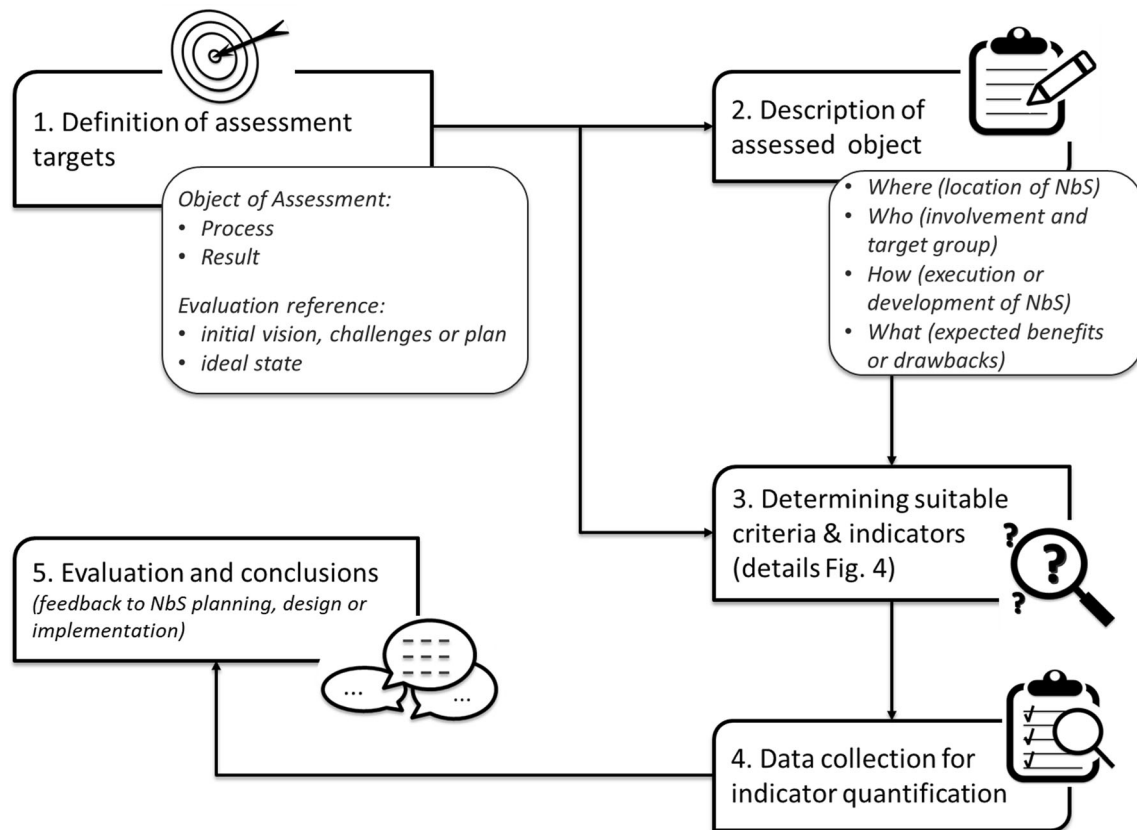 1. Definition of assessment
targets
Object of Assessment:
• Process
• Result
Evaluation reference:
• initial vision, challenges or plan
• ideal state
2. Description of
assessed object
• Where (location of NbS)
• Who (involvement and
target group)
• How (execution or
development of NbS)
• What (expected benefits
or drawbacks)
3. Determining suitable
criteria & indicators
(details Fig. 4)
? ? ?
4. Data collection for
indicator quantification
5. Evaluation and conclusions
(feedback to NbS planning, design or
implementation)
... ...